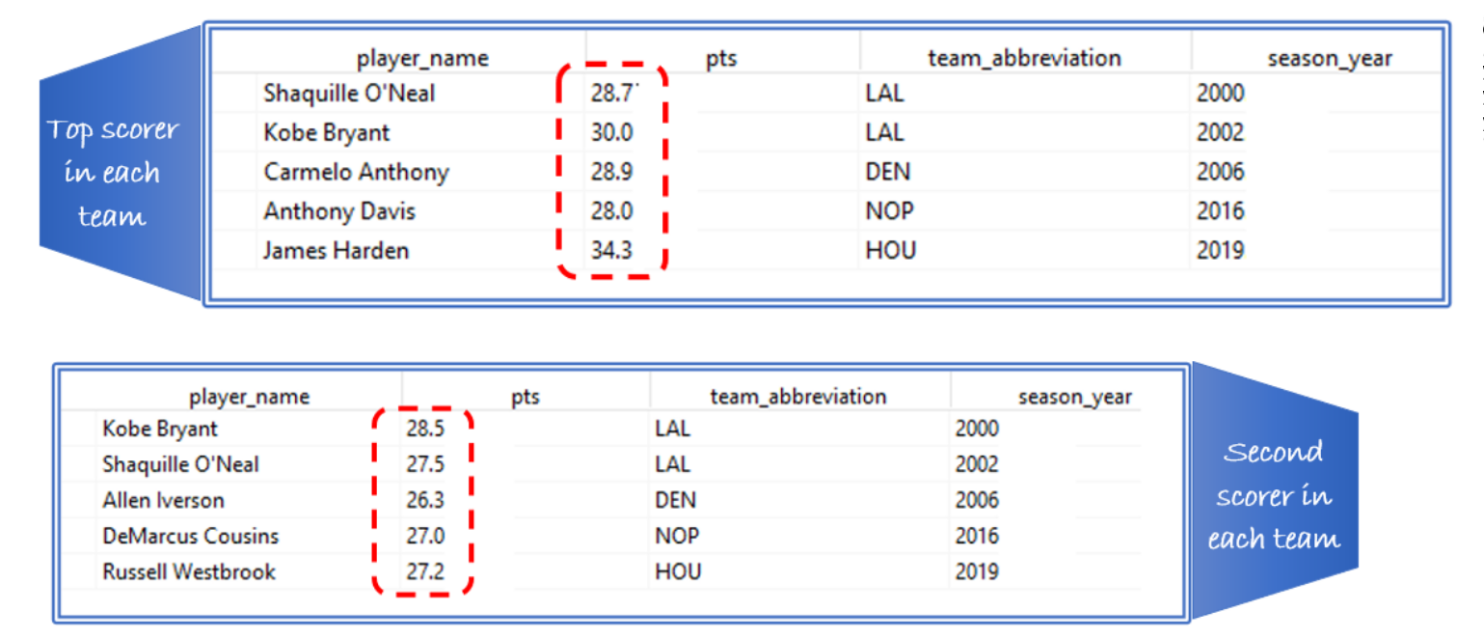 player_name pts team_abbreviation season_year
Shaquille O'Neal 28.7 LAL 2000
Kobe Bryant 30.0 LAL 2002
Carmelo Anthony 28.9 DEN 2006
Anthony Davis 28.0 NOP 2016
James Harden 34.3 HOU 2019
Top scorer
in each
team
player_name pts team_abbreviation season_year
Kobe Bryant 28.5 LAL 2000
Shaquille O'Neal 27.5 LAL 2002
Allen Iverson 26.3 DEN 2006
DeMarcus Cousins 27.0 NOP 2016
Russell Westbrook 27.2 HOU 2019
Second
scorer in
each team